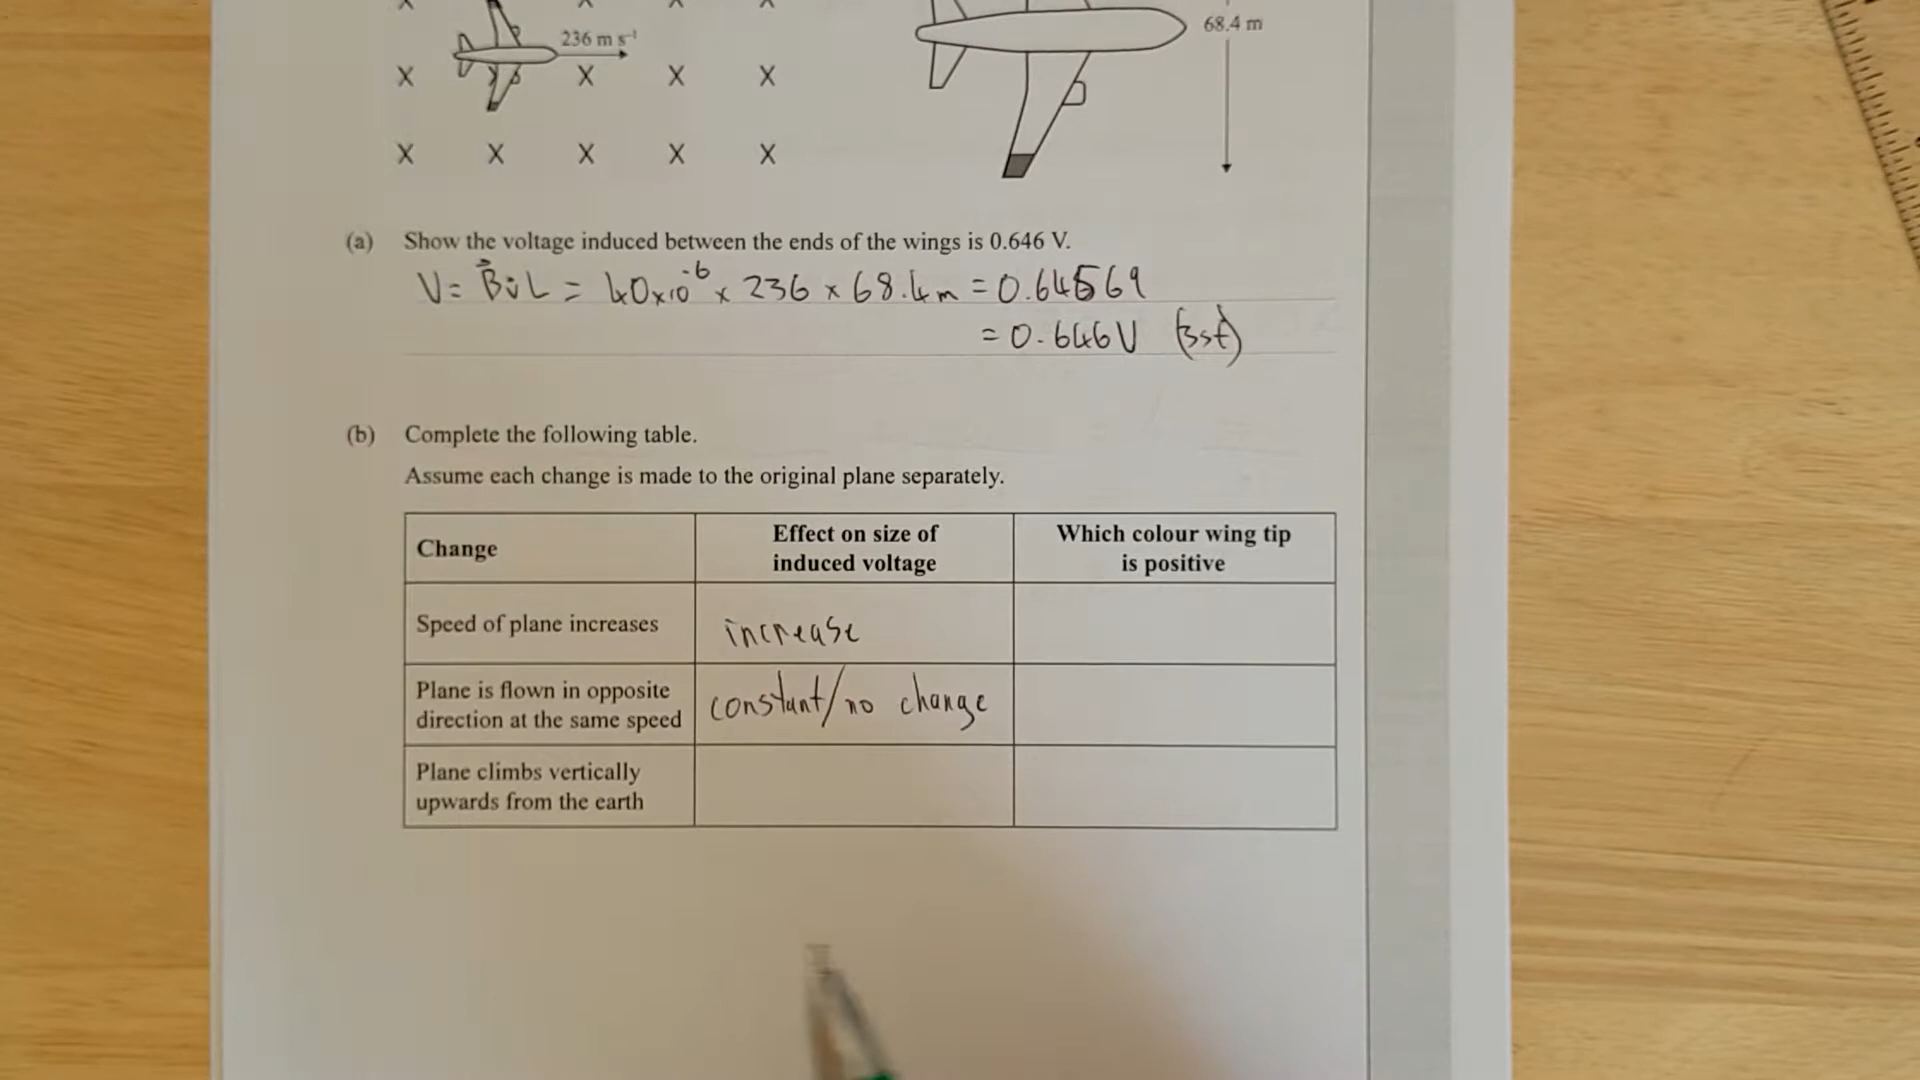 236 m s⁻¹
68.4 m
X X X X
X X X X X
(a) Show the voltage induced between the ends of the wings is 0.646 V.
V = BvL = 40x10⁻⁶ x 236 x 68.4m = 0.64569
= 0.646V (3sf)
(b) Complete the following table.
Assume each change is made to the original plane separately.
Change
Effect on size of
induced voltage
Which colour wing tip
is positive
Speed of plane increases
increase
Plane is flown in opposite
direction at the same speed
constant/no change
Plane climbs vertically
upwards from the earth